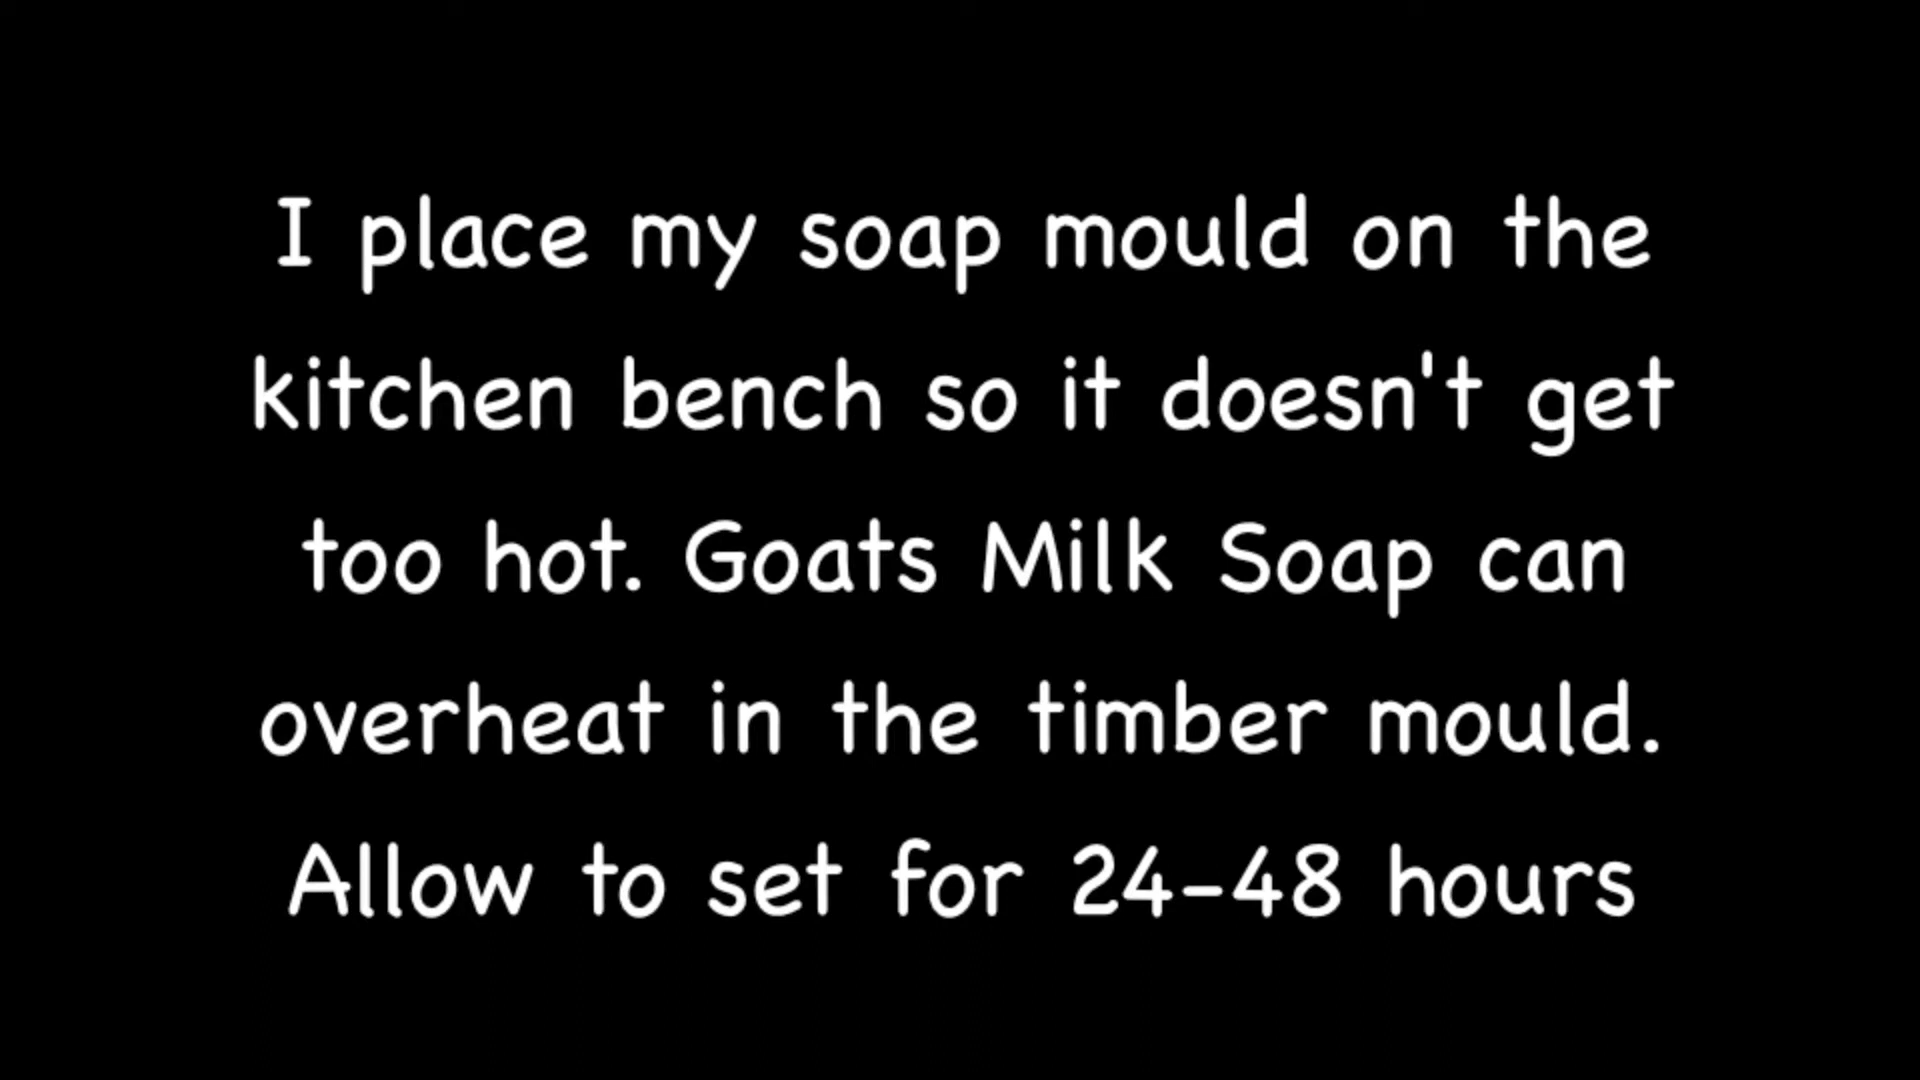 I place my soap mould on the
kitchen bench so it doesn't get
too hot. Goats Milk Soap can
overheat in the timber mould.
Allow to set for 24-48 hours